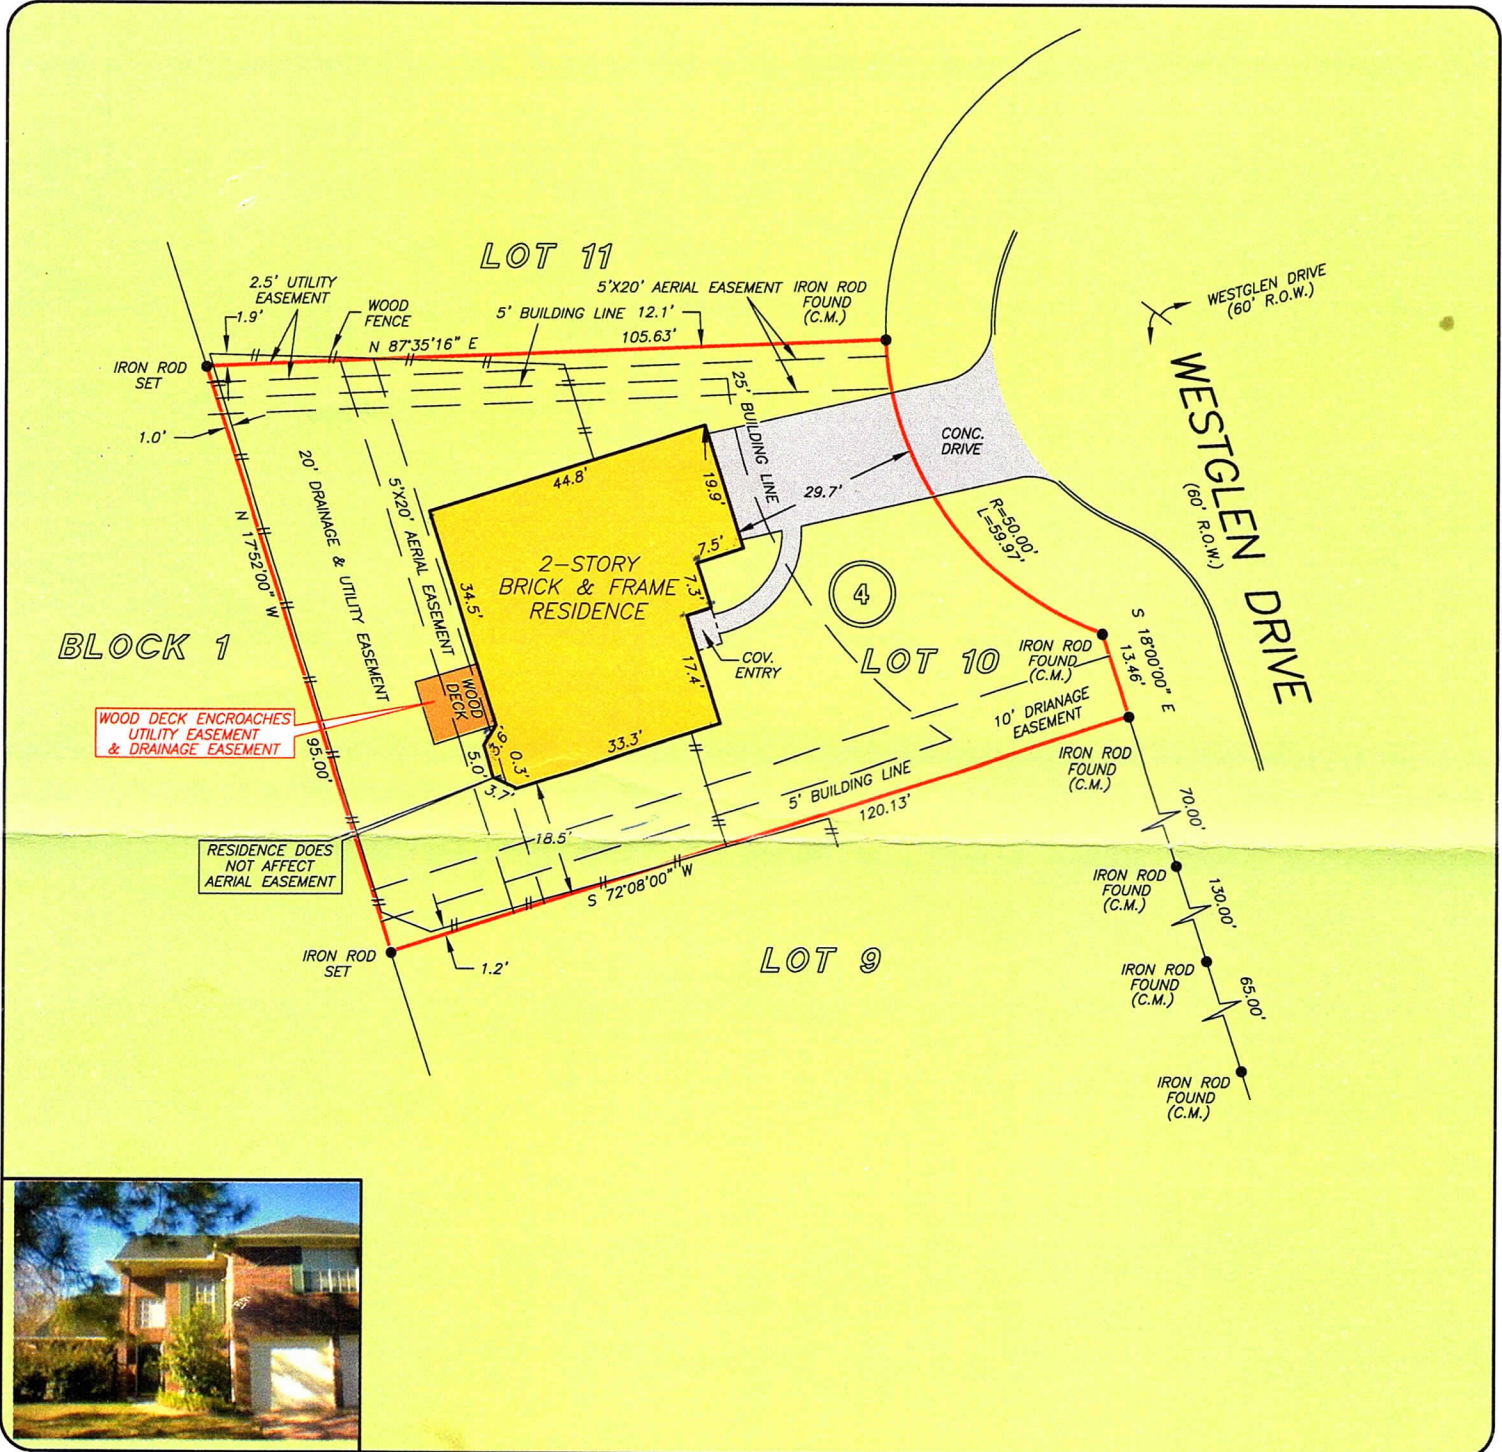 LOT 11
2.5' UTILITY
EASEMENT
1.9'
WOOD
FENCE
5' BUILDING LINE
12.1'
5'X20' AERIAL EASEMENT
IRON ROD
FOUND
(C.M.)
N 87°35'16" E
105.63'
WESTGLEN DRIVE
(60' R.O.W.)
IRON ROD
SET
1.0'
25' BUILDING LINE
CONC.
DRIVE
WESTGLEN DRIVE
(60' R.O.W.)
44.8'
19.9'
29.7'
R=50.00'
L=59.97'
20' DRAINAGE & UTILITY EASEMENT
5'X20' AERIAL EASEMENT
N 17°52'00" W
95.00'
2-STORY
BRICK & FRAME
RESIDENCE
7.5'
7.3'
34.5'
17.4'
4
BLOCK 1
COV.
ENTRY
LOT 10
IRON ROD
FOUND
(C.M.)
S 18°00'00" E
13.46'
WOOD
DECK
WOOD DECK ENCROACHES
UTILITY EASEMENT
& DRAINAGE EASEMENT
10' DRIANAGE
EASEMENT
33.3'
0.3'
5.0'
3.7'
IRON ROD
FOUND
(C.M.)
5' BUILDING LINE
120.13'
70.00'
18.5'
RESIDENCE DOES
NOT AFFECT
AERIAL EASEMENT
S 72°08'00" W
IRON ROD
FOUND
(C.M.)
130.00'
IRON ROD
SET
1.2'
LOT 9
IRON ROD
FOUND
(C.M.)
65.00'
IRON ROD
FOUND
(C.M.)